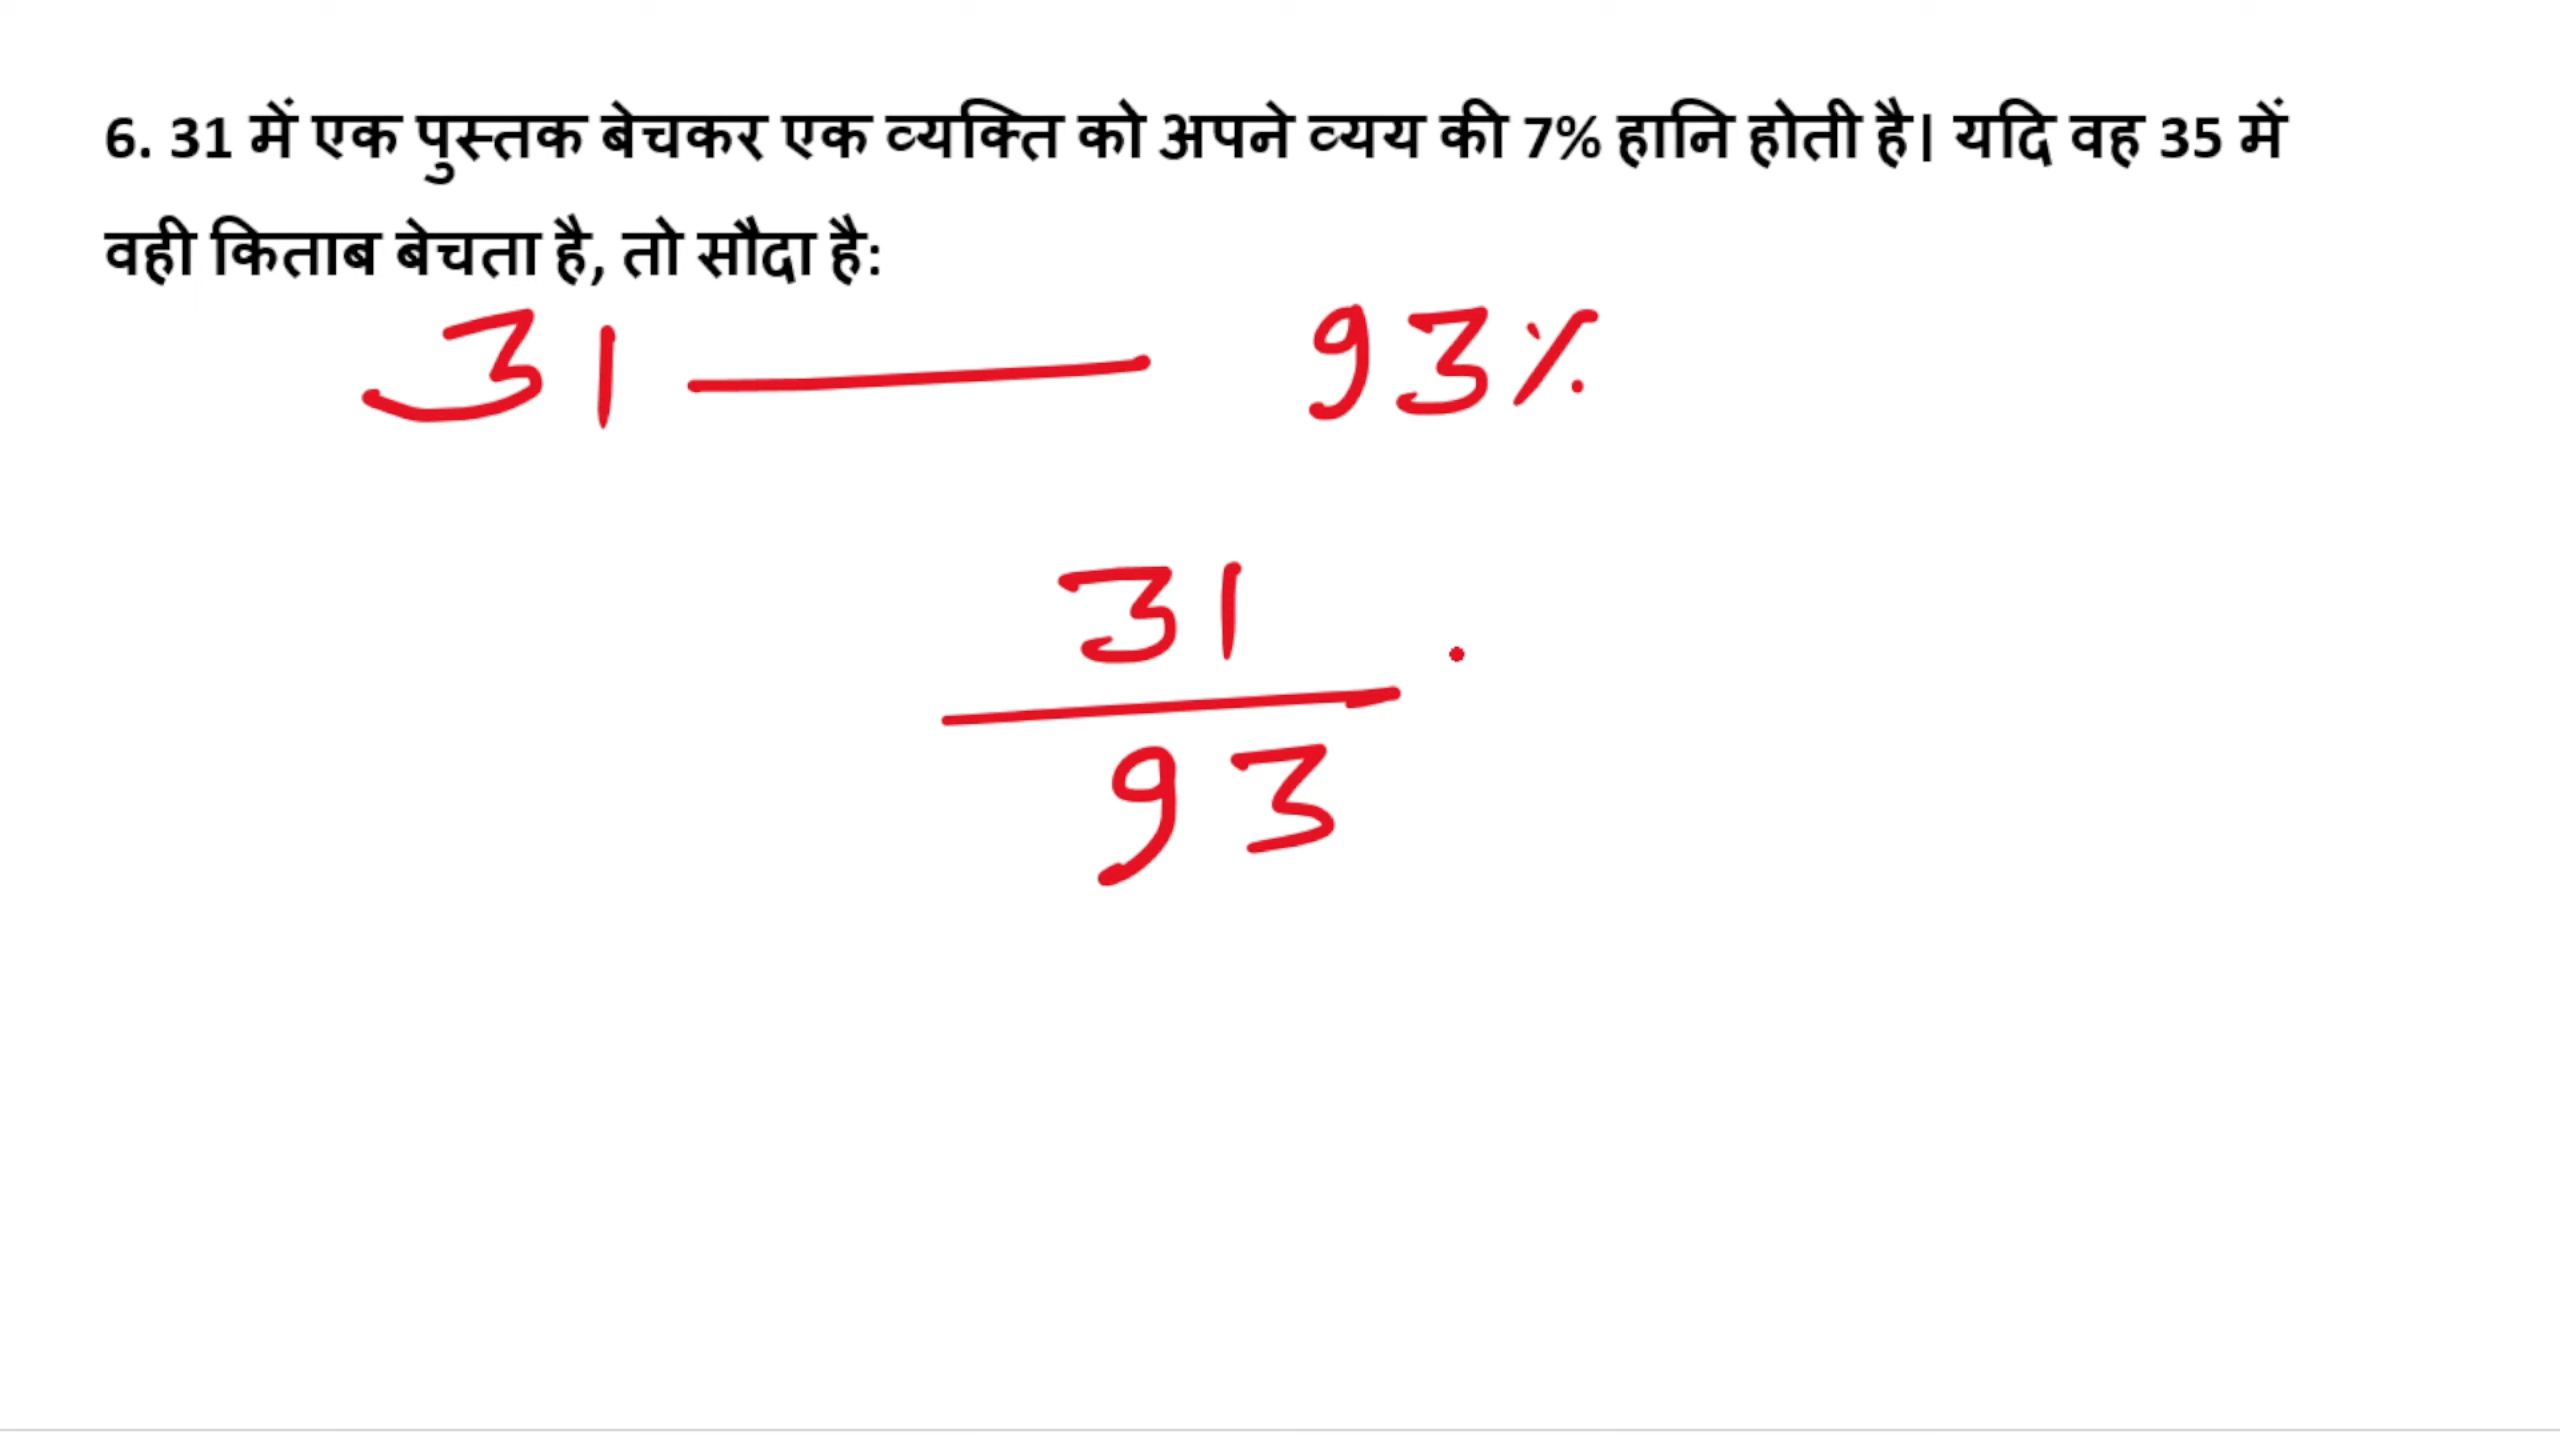 6. 31 में एक पुस्तक बेचकर एक व्यक्ति को अपने व्यय की 7% हानि होती है। यदि वह 35 में
वही किताब बेचता है, तो सौदा है:
31 — 93%
31
93